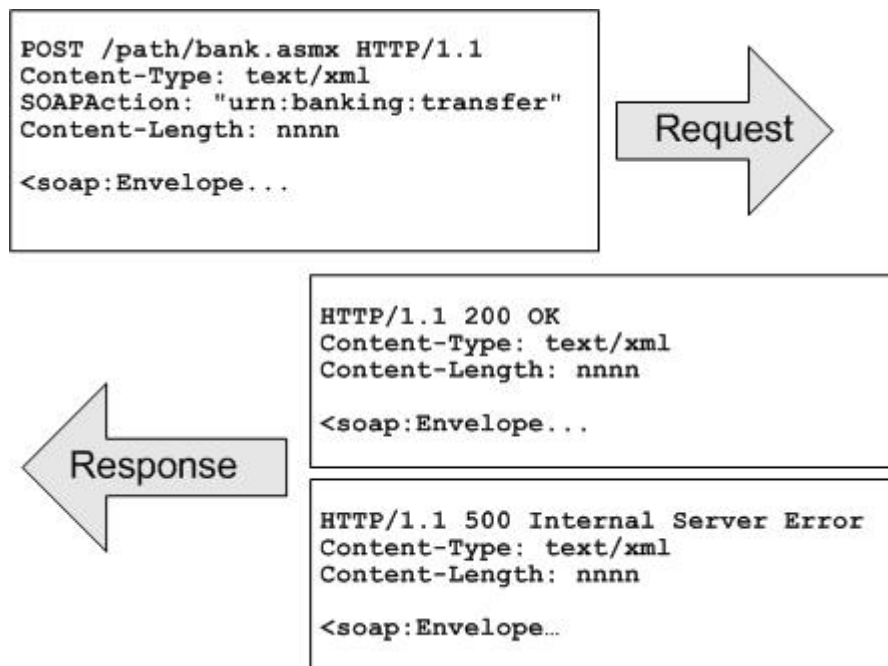 POST /path/bank.asmx HTTP/1.1
Content-Type: text/xml
SOAPAction: "urn:banking:transfer"
Content-Length: nnnn
<soap:Envelope...
Request
HTTP/1.1 200 OK
Content-Type: text/xml
Content-Length: nnnn
<soap:Envelope...
Response
HTTP/1.1 500 Internal Server Error
Content-Type: text/xml
Content-Length: nnnn
<soap:Envelope…